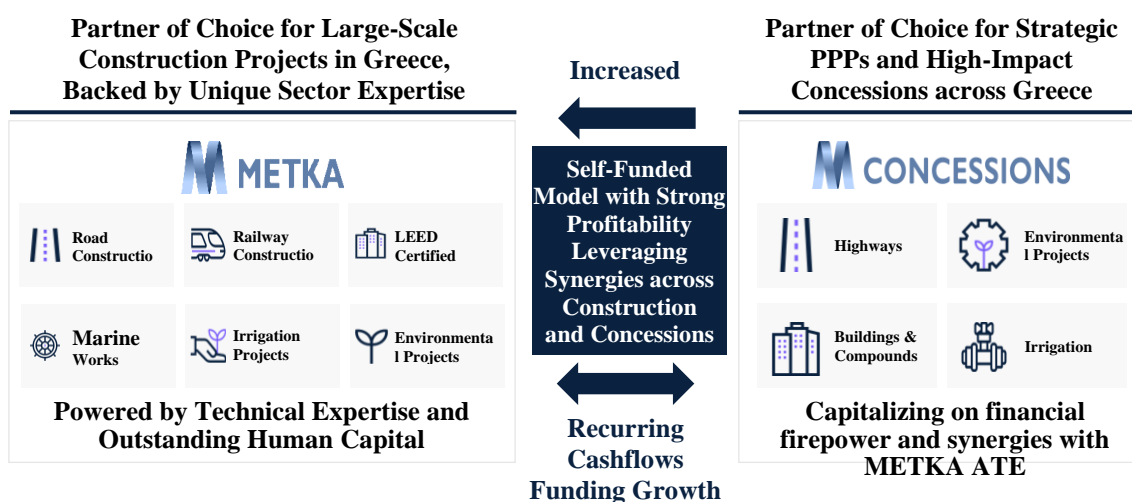 Partner of Choice for Large-Scale
Construction Projects in Greece,
Backed by Unique Sector Expertise
METKA
Road
Constructio
Railway
Constructio
LEED
Certified
Marine
Works
Irrigation
Projects
Environmenta
l Projects
Powered by Technical Expertise and
Outstanding Human Capital
Increased
Self-Funded
Model with Strong
Profitability
Leveraging
Synergies across
Construction
and Concessions
Recurring
Cashflows
Funding Growth
Partner of Choice for Strategic
PPPs and High-Impact
Concessions across Greece
CONCESSIONS
Highways
Environmenta
l Projects
Buildings &
Compounds
Irrigation
Capitalizing on financial
firepower and synergies with
METKA ATE